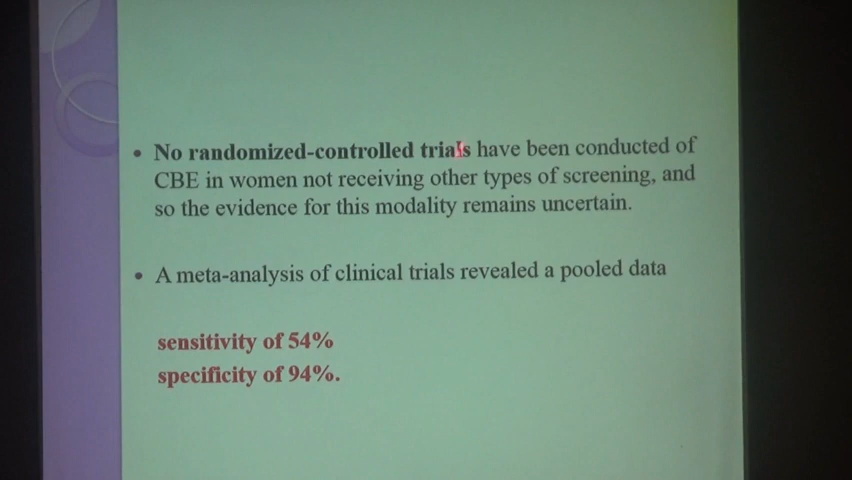 • No randomized-controlled trials have been conducted of
CBE in women not receiving other types of screening, and
so the evidence for this modality remains uncertain.
• A meta-analysis of clinical trials revealed a pooled data
sensitivity of 54%
specificity of 94%.